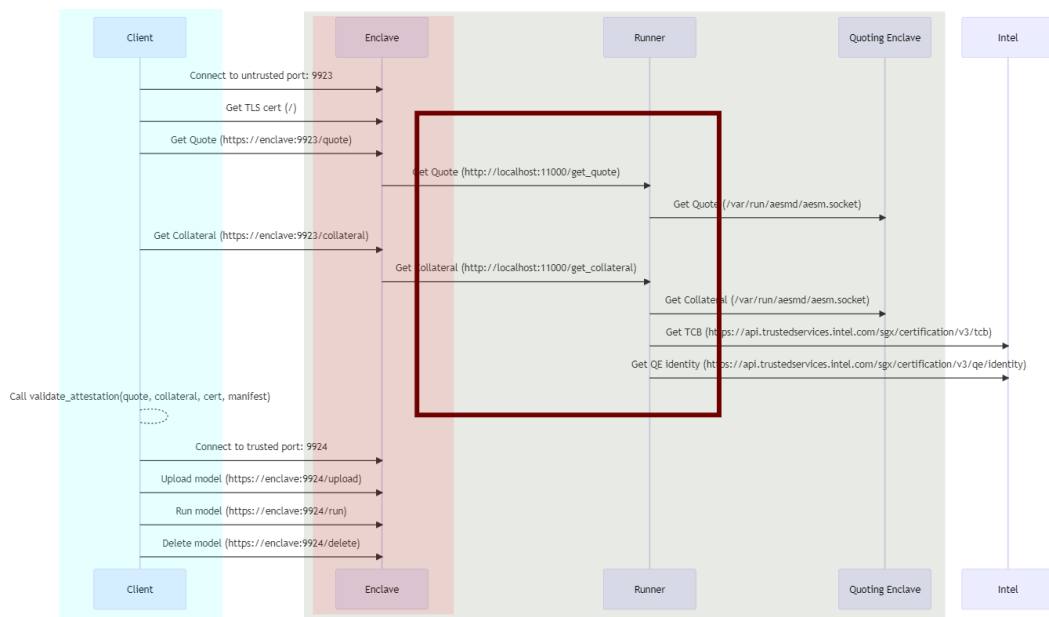 Client Enclave Runner Quoting Enclave Intel
Connect to untrusted port: 9923
Get TLS cert (/)
Get Quote (https://enclave:9923/quote)
Get Quote (http://localhost:11000/get_quote)
Get Quote (/var/run/aesmd/aesm.socket)
Get Collateral (https://enclave:9923/collateral)
Get Collateral (http://localhost:11000/get_collateral)
Get Collateral (/var/run/aesmd/aesm.socket)
Get TCB (https://api.trustedservices.intel.com/sgx/certification/v3/tcb)
Get QE identity (https://api.trustedservices.intel.com/sgx/certification/v3/qe/identity)
Call validate_attestation(quote, collateral, cert, manifest)
Connect to trusted port: 9924
Upload model (https://enclave:9924/upload)
Run model (https://enclave:9924/run)
Delete model (https://enclave:9924/delete)
Client Enclave Runner Quoting Enclave Intel